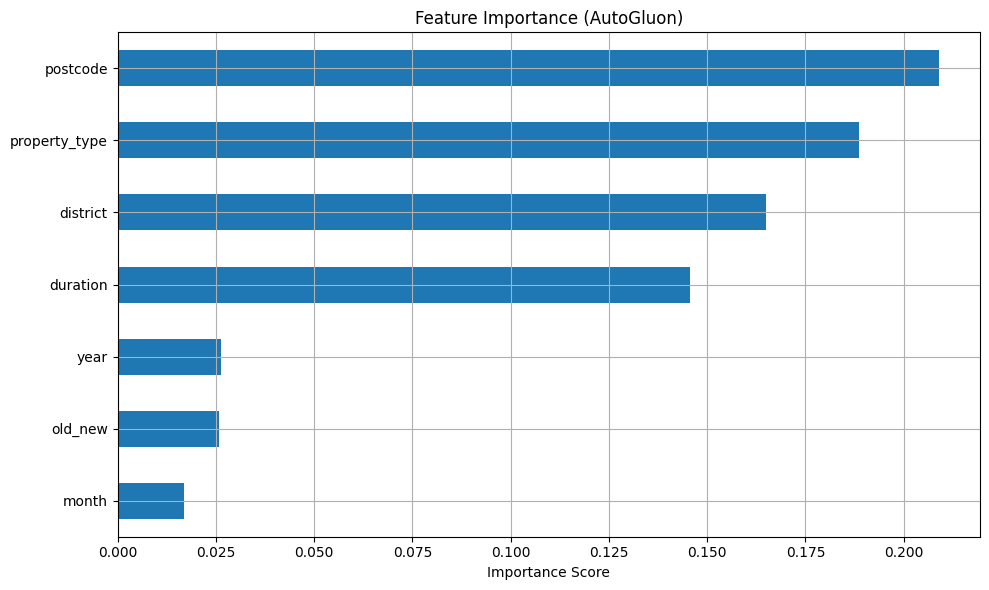 Feature Importance (AutoGluon)
postcode
property_type
district
duration
year
old_new
month
0.000 0.025 0.050 0.075 0.100 0.125 0.150 0.175 0.200
Importance Score